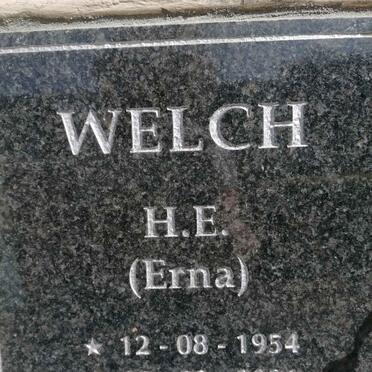 WELCH
H.E.
(Erna)
★ 12 - 08 - 1954